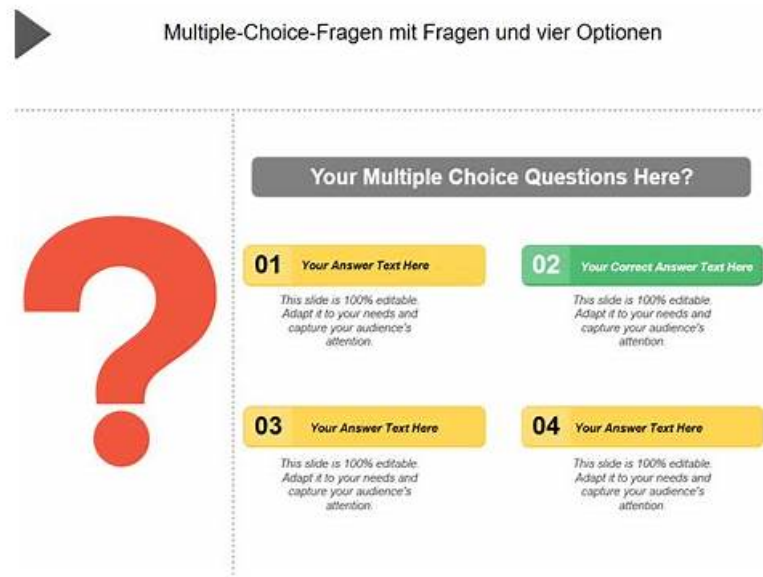 Multiple-Choice-Fragen mit Fragen und vier Optionen
Your Multiple Choice Questions Here?
01 Your Answer Text Here
This slide is 100% editable.
Adapt it to your needs and
capture your audience's
attention.
02 Your Correct Answer Text Here
This slide is 100% editable.
Adapt it to your needs and
capture your audience's
attention.
03 Your Answer Text Here
This slide is 100% editable.
Adapt it to your needs and
capture your audience's
attention.
04 Your Answer Text Here
This slide is 100% editable.
Adapt it to your needs and
capture your audience's
attention.